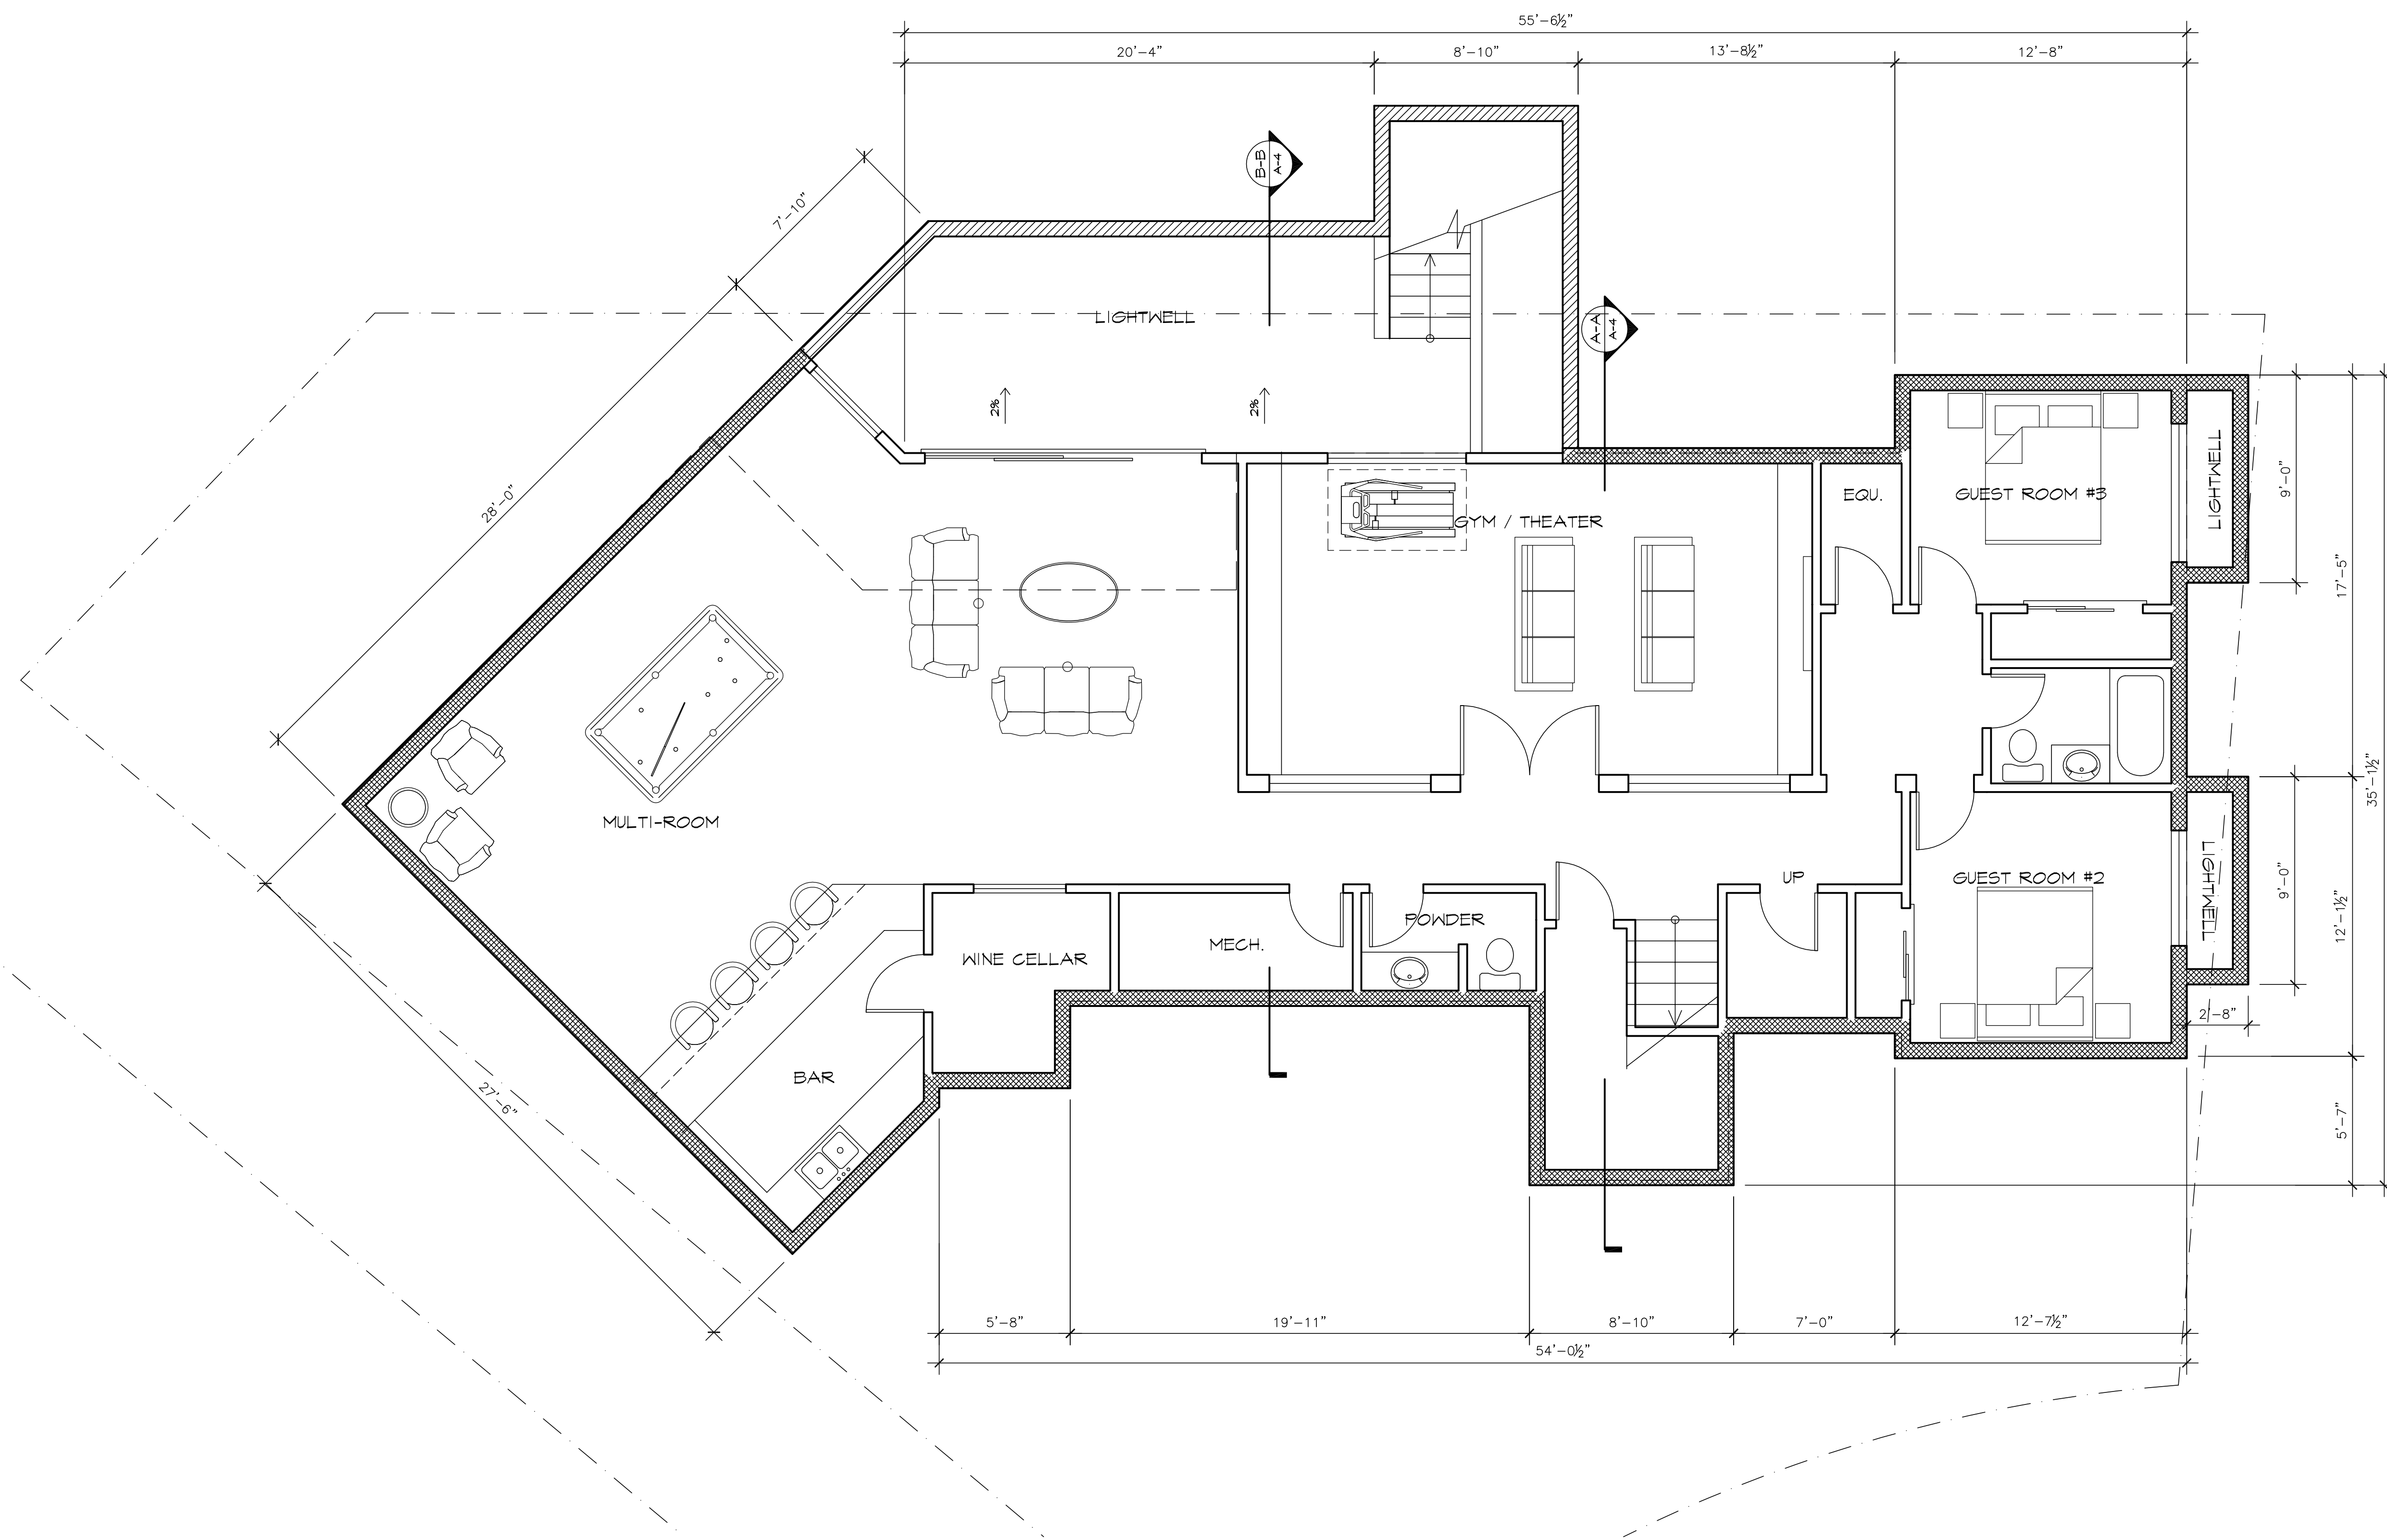 55'-6½"
20'-4"
8'-10"
13'-8½"
12'-8"
B-B
A-4
7'-10"
LIGHTWELL
A-A
A-4
2%
2%
28'-0"
EQU.
GUEST ROOM #3
LIGHTWELL
9'-0"
GYM / THEATER
17'-5"
35'-1½"
MULTI-ROOM
UP
GUEST ROOM #2
LIGHTWELL
9'-0"
12'-1½"
POWDER
MECH.
WINE CELLAR
2'-8"
BAR
27'-6"
5'-7"
5'-8"
19'-11"
8'-10"
7'-0"
12'-7½"
54'-0½"